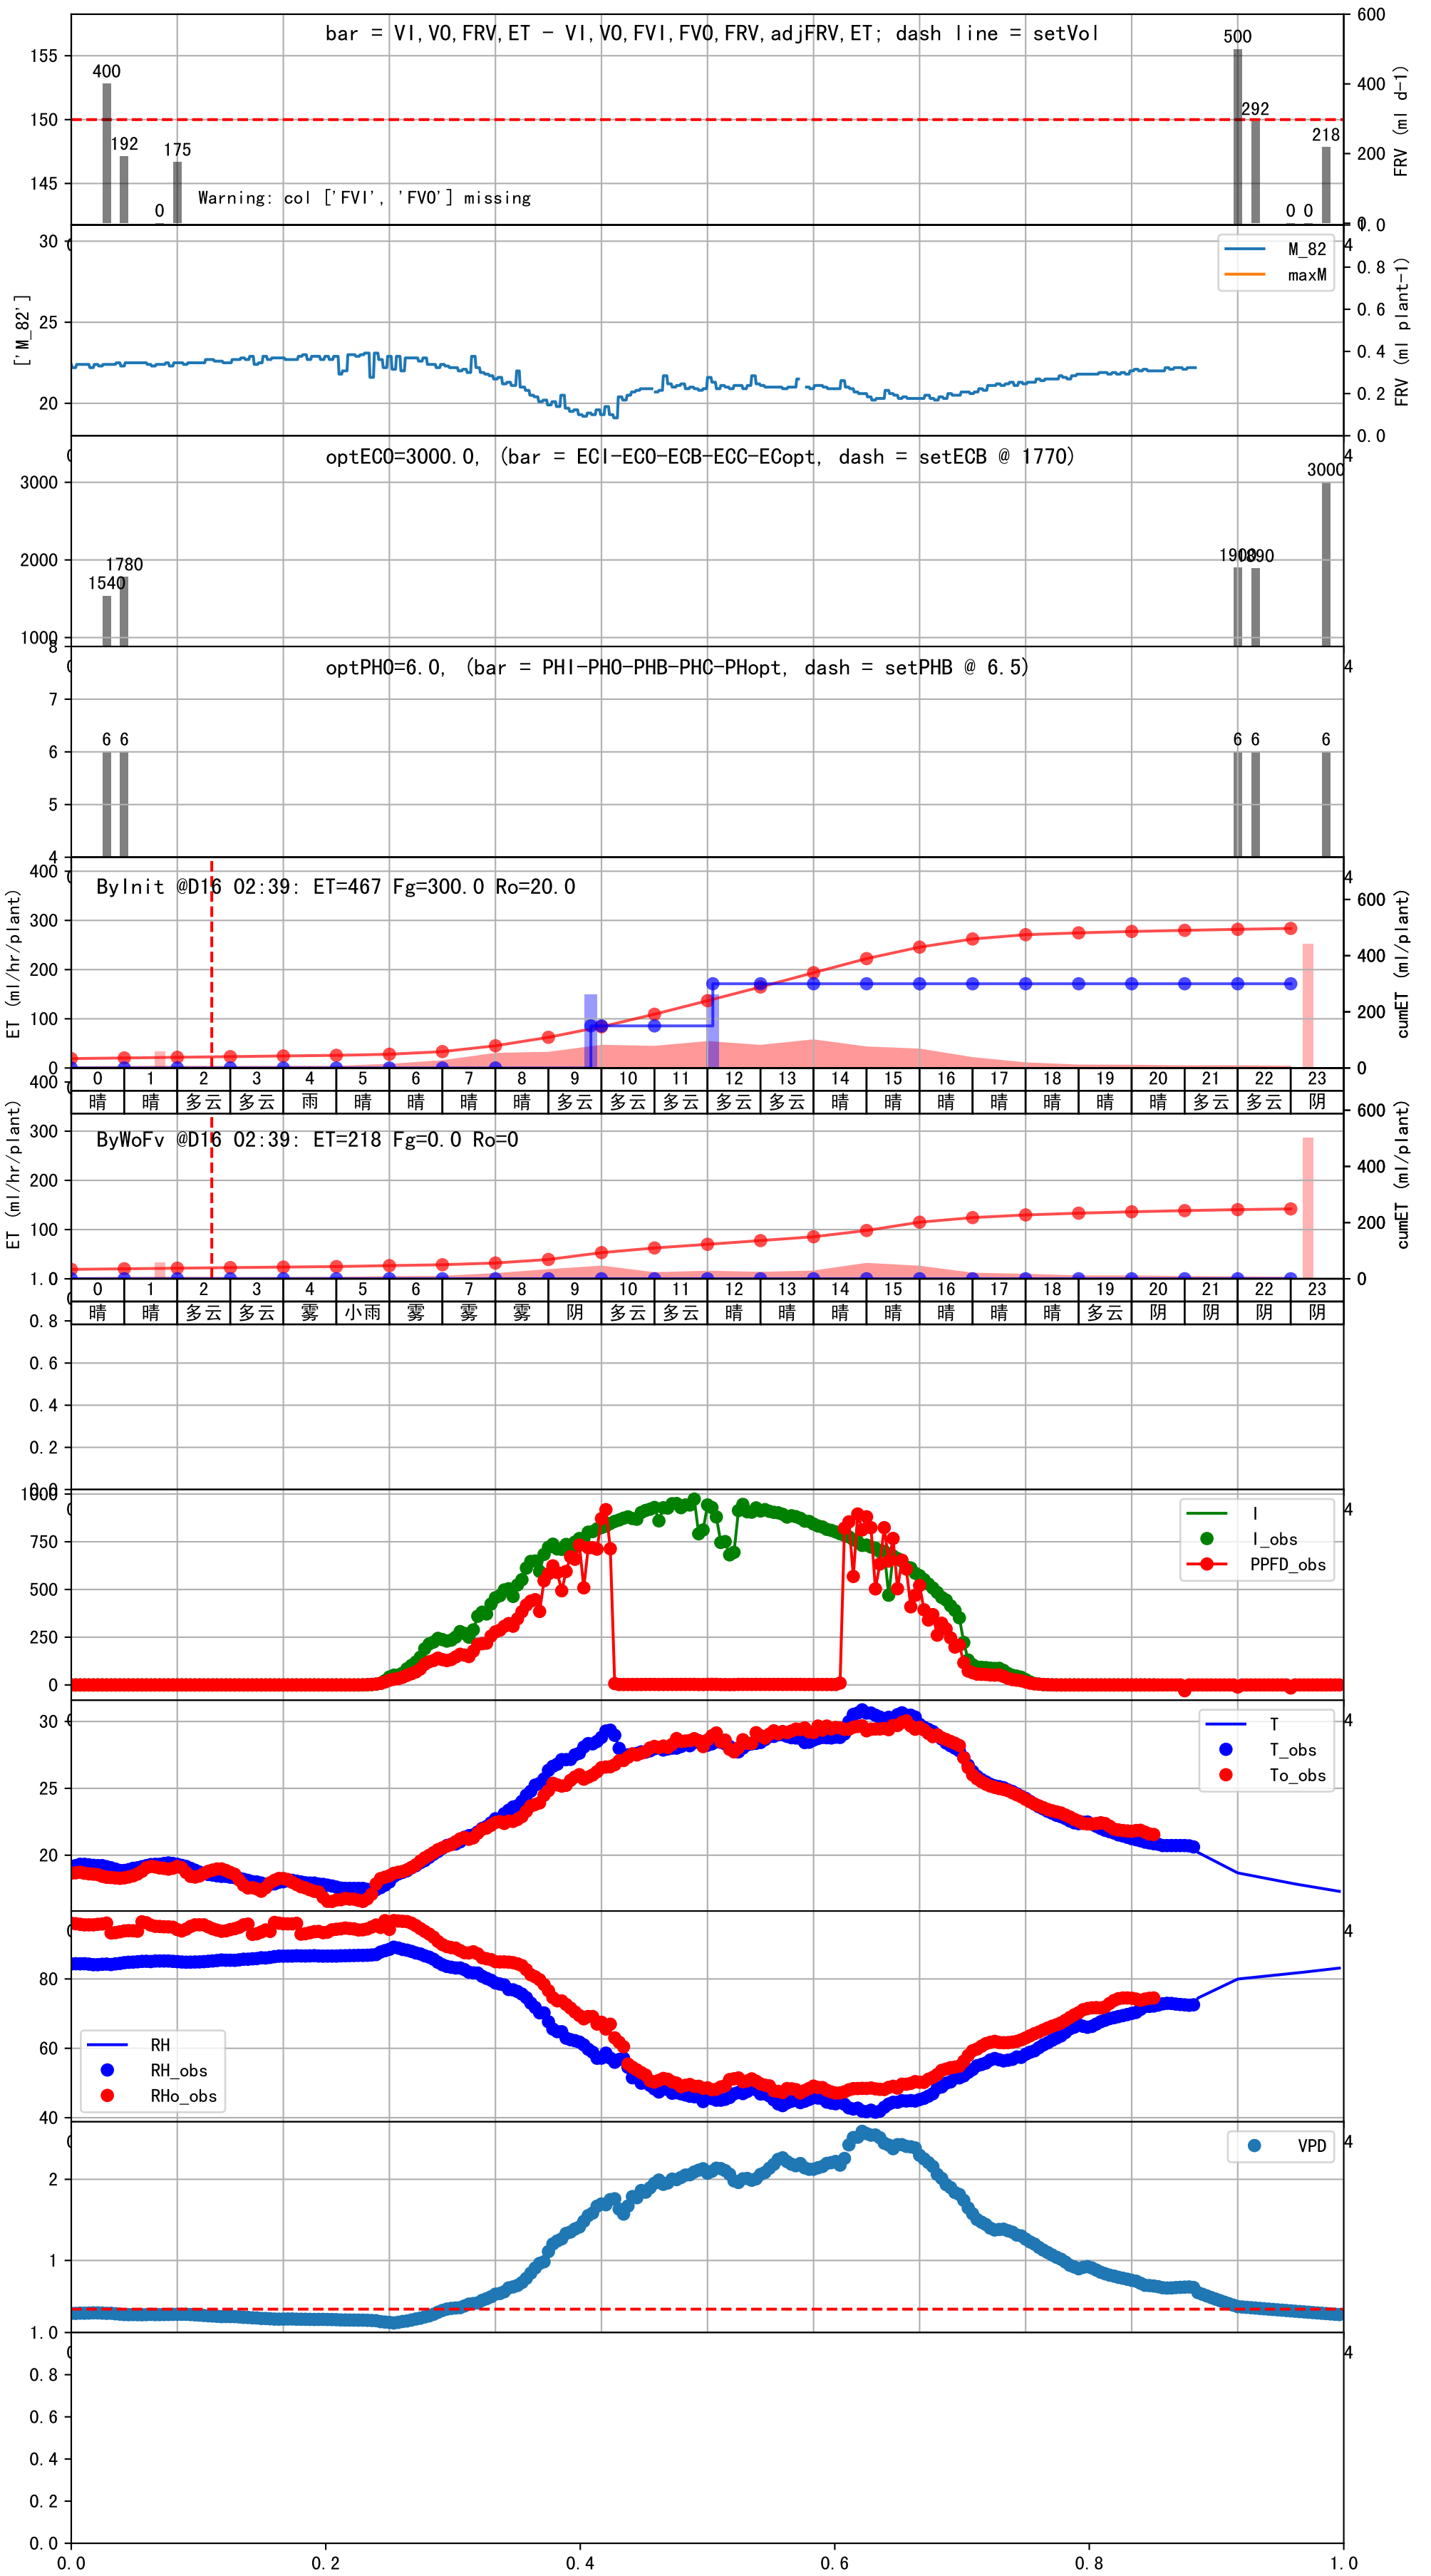 bar = VI,VO,FRV,ET - VI,VO,FVI,FVO,FRV,adjFRV,ET; dash line = setVol
155
150
145
600
400
200
0
FRV (ml d-1)
400
192
0
175
500
292
0
0
218
Warning: col ['FVI', 'FVO'] missing
30
25
20
['M_82']
1.0
0.8
0.6
0.4
0.2
0.0
FRV (ml plant-1)
M_82
maxM
optECO=3000.0, (bar = ECI-ECO-ECB-ECC-ECopt, dash = setECB @ 1770)
3000
2000
1000
1540
1780
1900
1890
3000
optPHO=6.0, (bar = PHI-PHO-PHB-PHC-PHopt, dash = setPHB @ 6.5)
8
7
6
5
4
6
6
6
6
6
ByInit @D16 02:39: ET=467 Fg=300.0 Ro=20.0
400
300
200
100
0
ET (ml/hr/plant)
600
400
200
0
cumET (ml/plant)
0 1 2 3 4 5 6 7 8 9 10 11 12 13 14 15 16 17 18 19 20 21 22 23
晴 晴 多云 多云 雨 晴 晴 晴 晴 多云 多云 多云 多云 多云 晴 晴 晴 晴 晴 晴 晴 多云 多云 阴
ByWoFv @D16 02:39: ET=218 Fg=0.0 Ro=0
400
300
200
100
ET (ml/hr/plant)
600
400
200
0
cumET (ml/plant)
0 1 2 3 4 5 6 7 8 9 10 11 12 13 14 15 16 17 18 19 20 21 22 23
晴 晴 多云 多云 雾 小雨 雾 雾 雾 阴 多云 多云 晴 晴 晴 晴 晴 晴 晴 多云 阴 阴 阴 阴
1.0
0.8
0.6
0.4
0.2
0.0
1000
750
500
250
0
I
I_obs
PPFD_obs
30
25
20
T
T_obs
To_obs
80
60
40
RH
RH_obs
RHo_obs
2
1
VPD
1.0
0.8
0.6
0.4
0.2
0.0
0.0 0.2 0.4 0.6 0.8 1.0